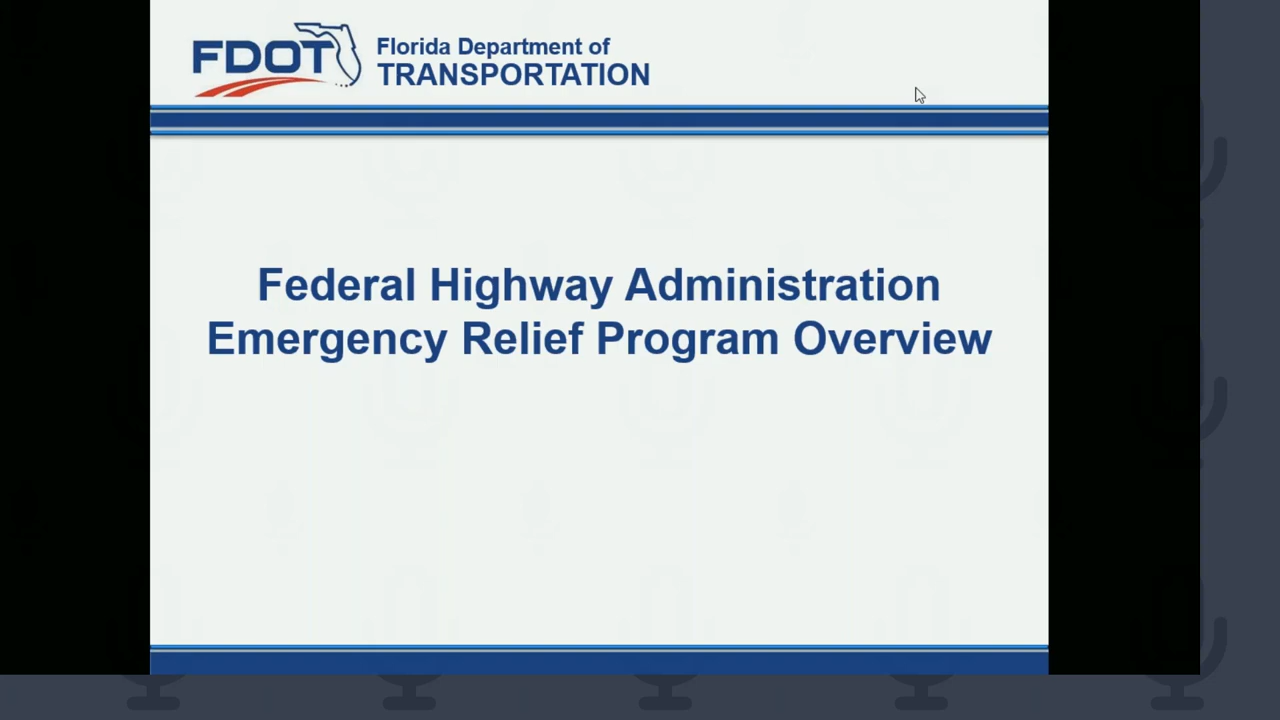 FDOT
Florida Department of
TRANSPORTATION
Federal Highway Administration
Emergency Relief Program Overview